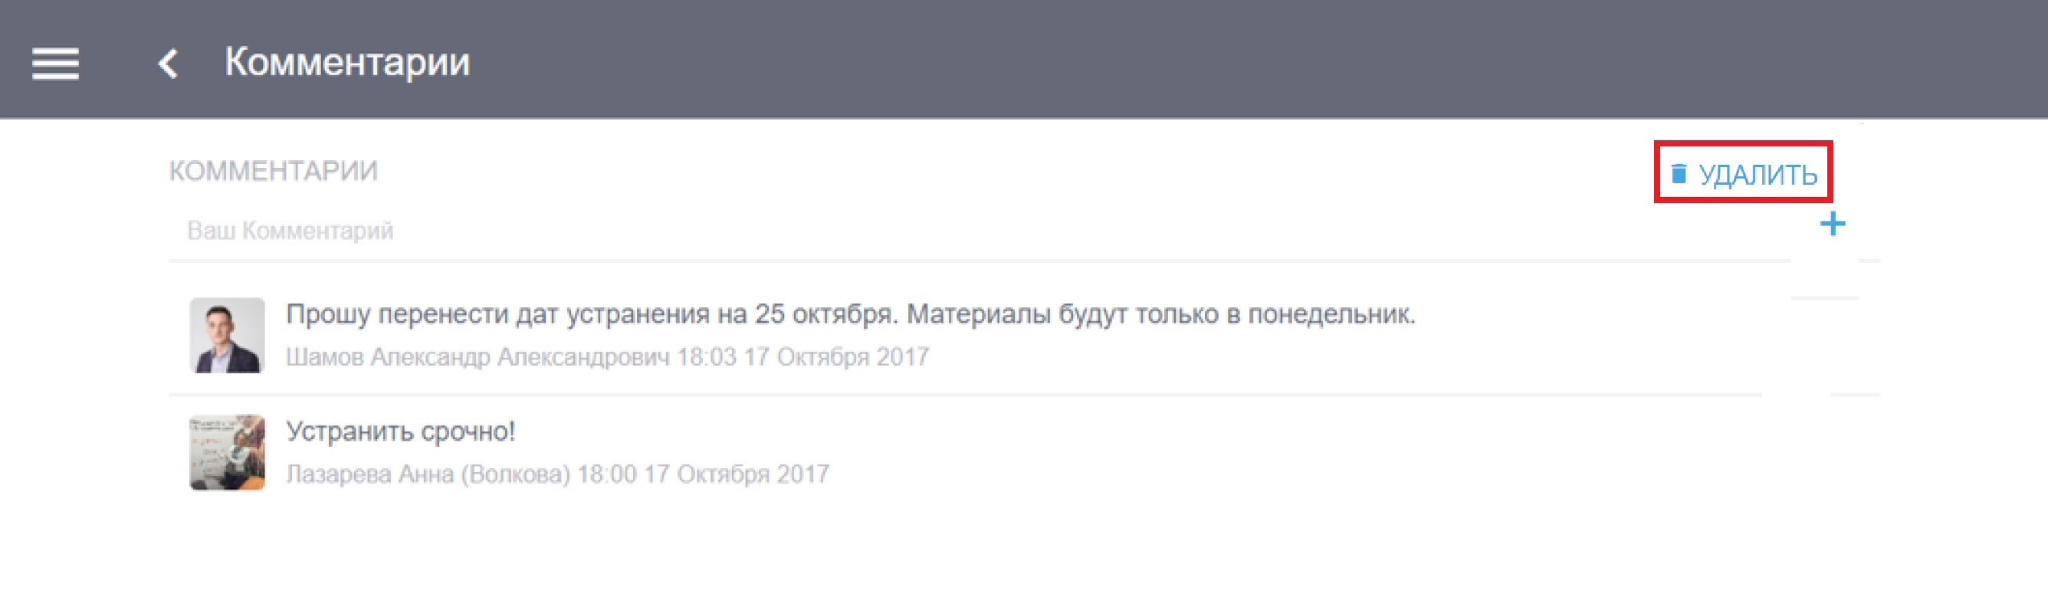 Комментарии
КОММЕНТАРИИ
УДАЛИТЬ
Ваш Комментарий
Прошу перенести дат устранения на 25 октября. Материалы будут только в понедельник.
Шамов Александр Александрович 18:03 17 Октября 2017
Устранить срочно!
Лазарева Анна (Волкова) 18:00 17 Октября 2017